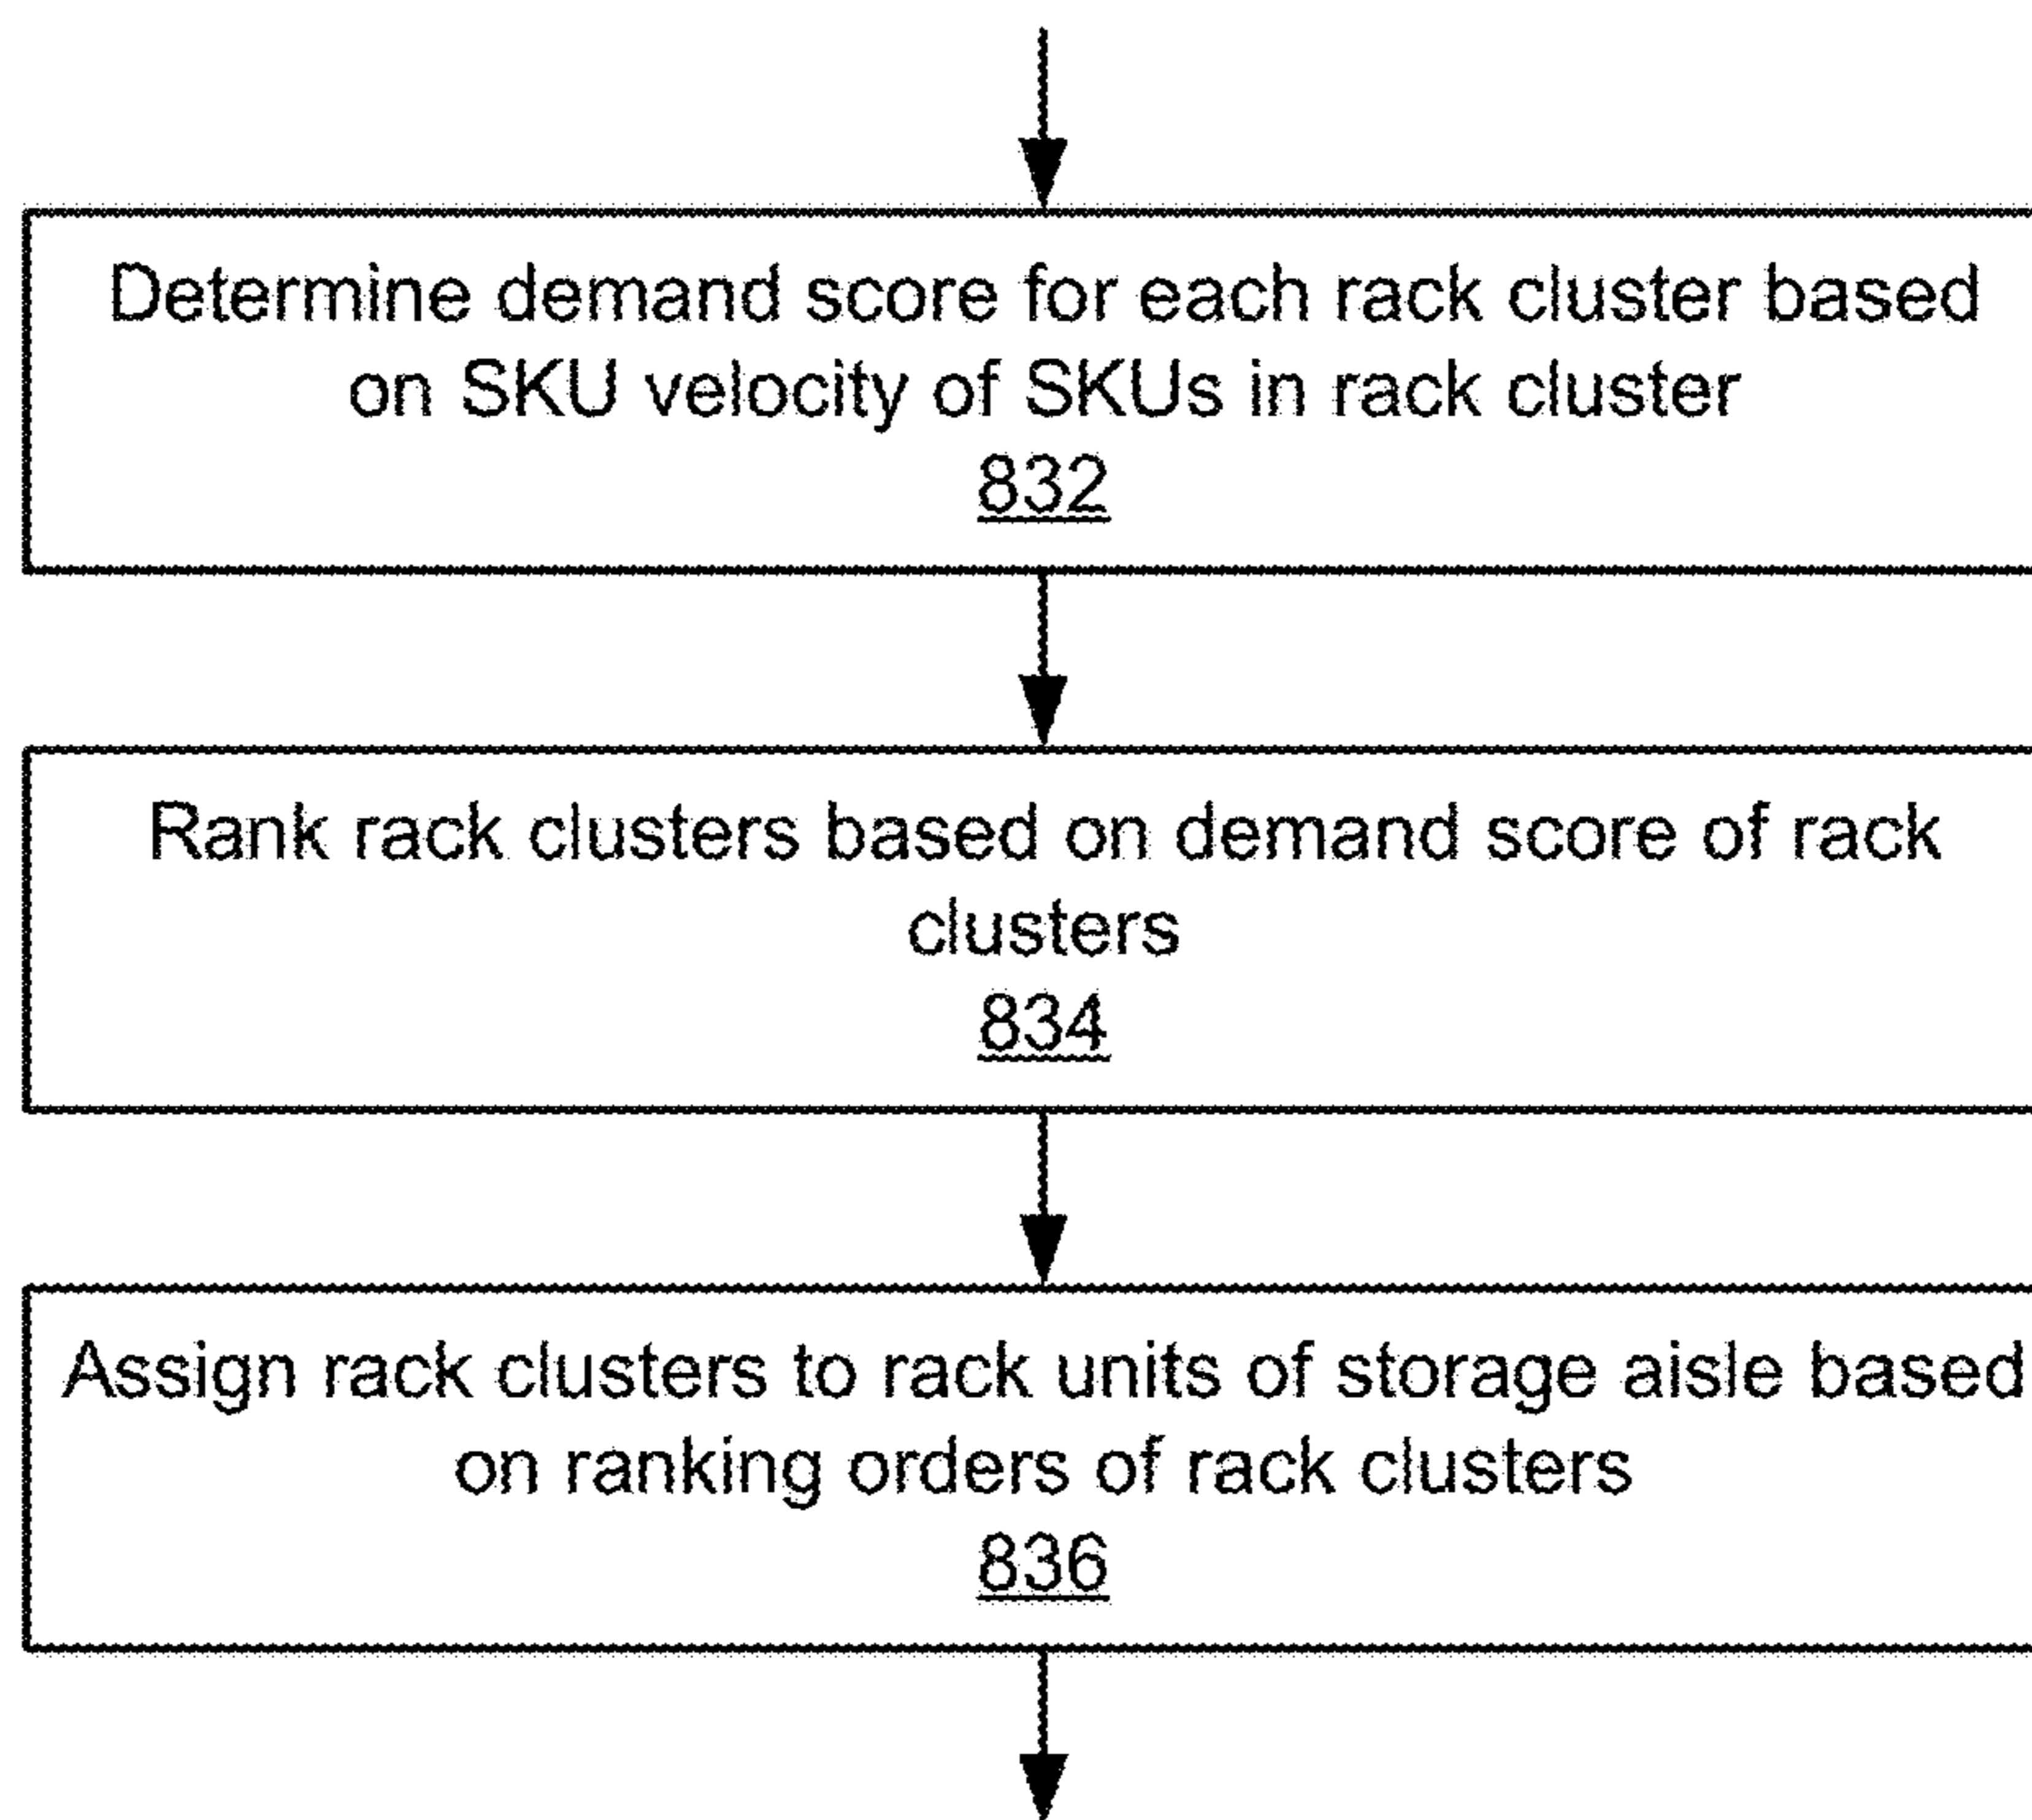 Determine demand score for each rack cluster based
on SKU velocity of SKUs in rack cluster
832
Rank rack clusters based on demand score of rack
clusters
834
Assign rack clusters to rack units of storage aisle based
on ranking orders of rack clusters
836